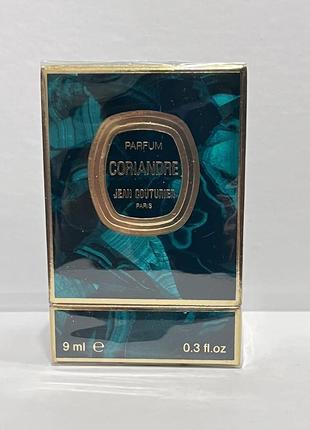 PARFUM
CORIANDRE
JEAN COUTURIER
PARIS
9 ml ℮ 0.3 fl.oz